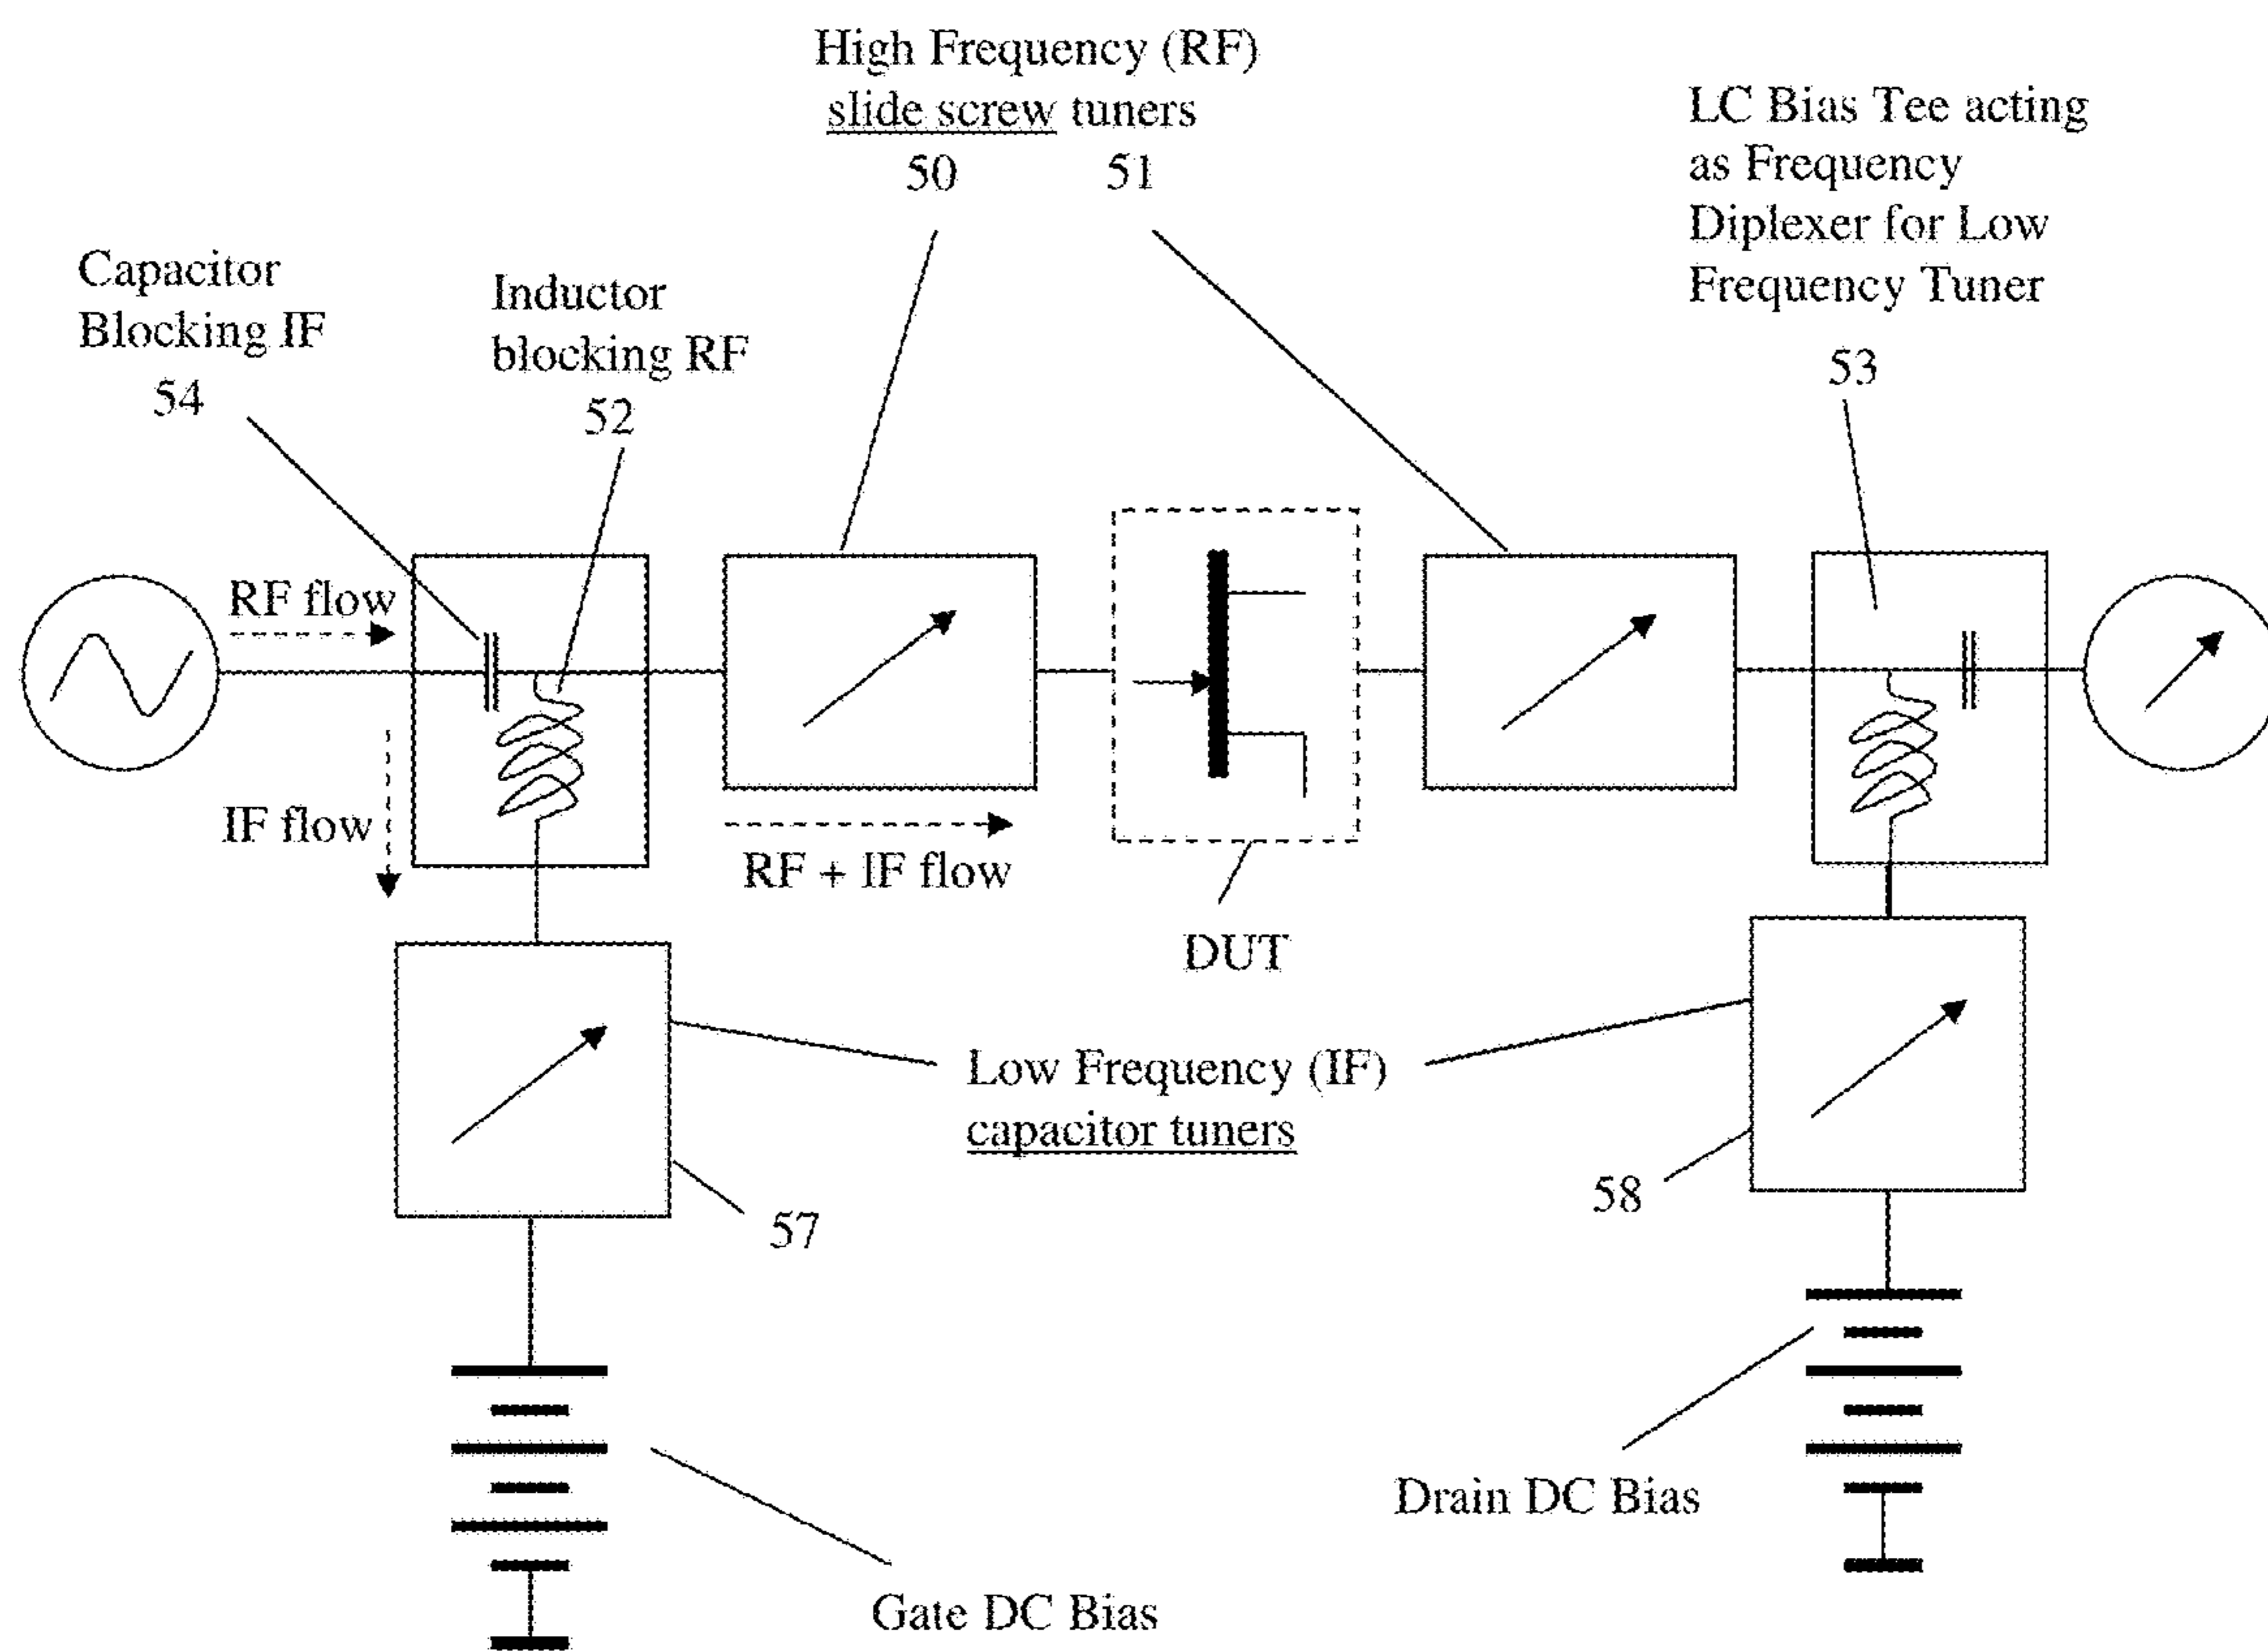 High Frequency (RF)
slide screw tuners
50 51
LC Bias Tee acting
as Frequency
Diplexer for Low
Frequency Tuner
53
Capacitor
Blocking IF
54
Inductor
blocking RF
52
RF flow
IF flow
RF + IF flow
DUT
Low Frequency (IF)
capacitor tuners
57
58
Drain DC Bias
Gate DC Bias